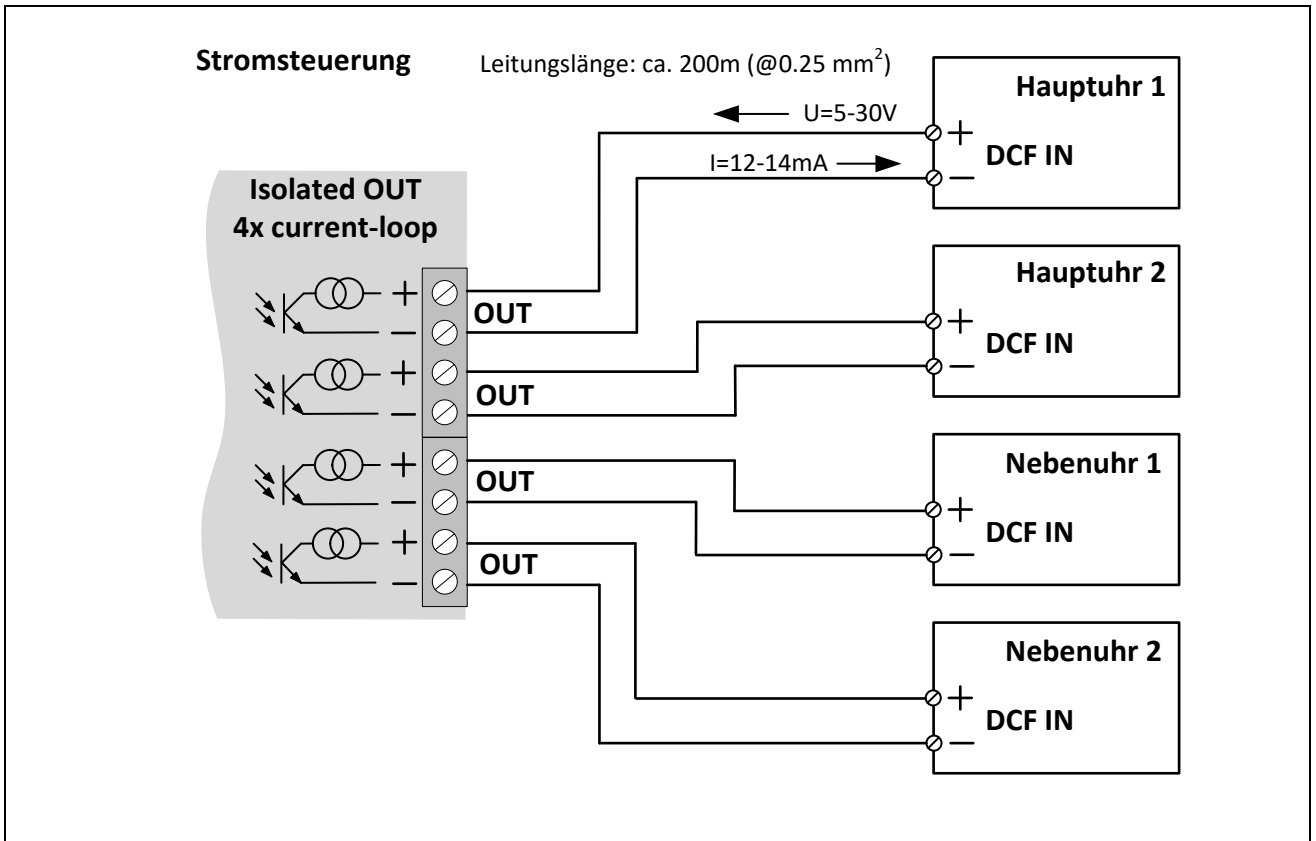 Stromsteuerung
Leitungslänge: ca. 200m (@0.25 mm²)
U=5-30V
I=12-14mA
Hauptuhr 1
+
DCF IN
−
Isolated OUT
4x current-loop
+
−
OUT
+
−
OUT
+
−
OUT
+
−
OUT
Hauptuhr 2
+
DCF IN
−
Nebenuhr 1
+
DCF IN
−
Nebenuhr 2
+
DCF IN
−